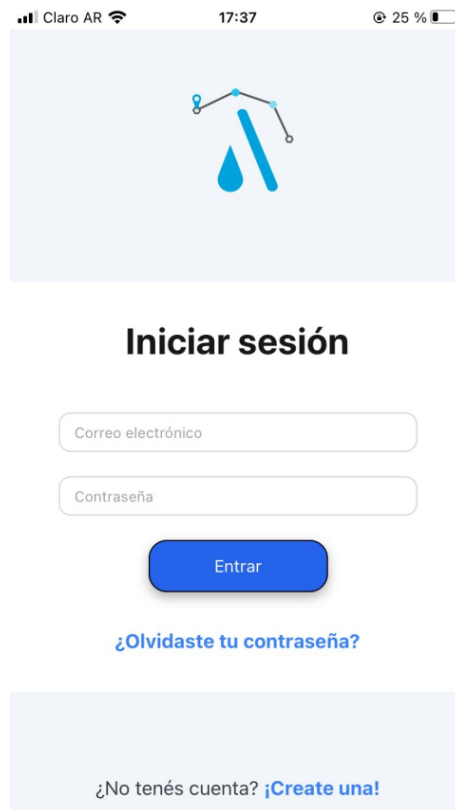 Claro AR 17:37 25 %
Iniciar sesión
Correo electrónico
Contraseña
Entrar
¿Olvidaste tu contraseña?
¿No tenés cuenta? ¡Create una!